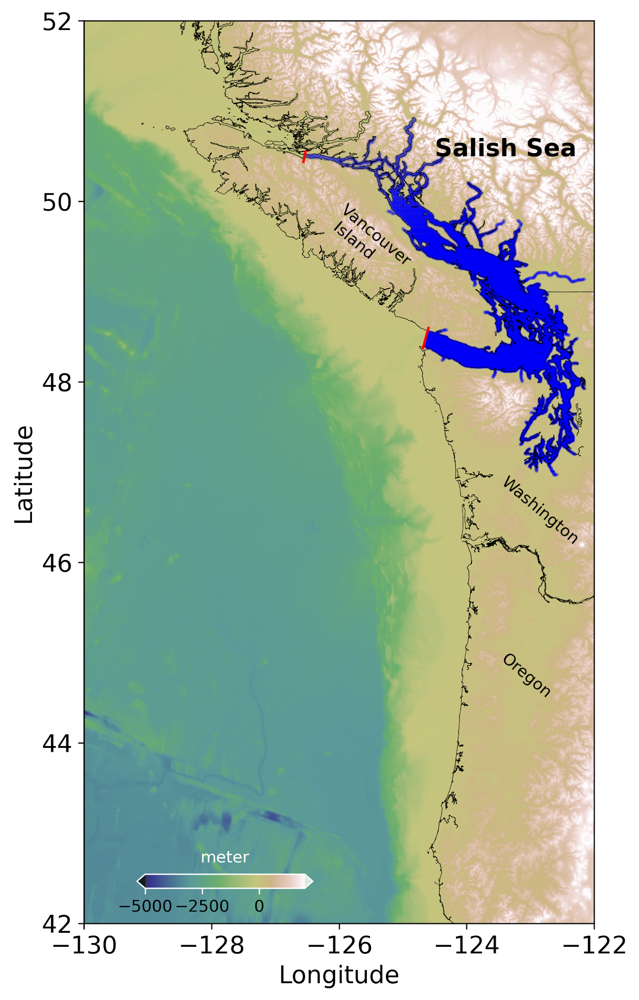 52
50
48
46
44
42
Latitude
Salish Sea
Vancouver
Island
Washington
Oregon
meter
−5000 −2500 0
−130 −128 −126 −124 −122
Longitude